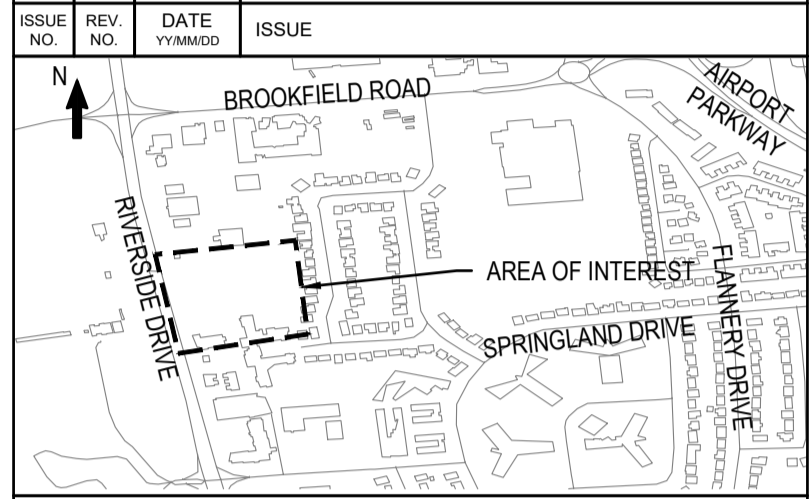 ISSUE NO.
REV. NO.
DATE YY/MM/DD
ISSUE
N
BROOKFIELD ROAD
AIRPORT
PARKWAY
RIVERSIDE DRIVE
AREA OF INTEREST
FLANNERY DRIVE
SPRINGLAND DRIVE